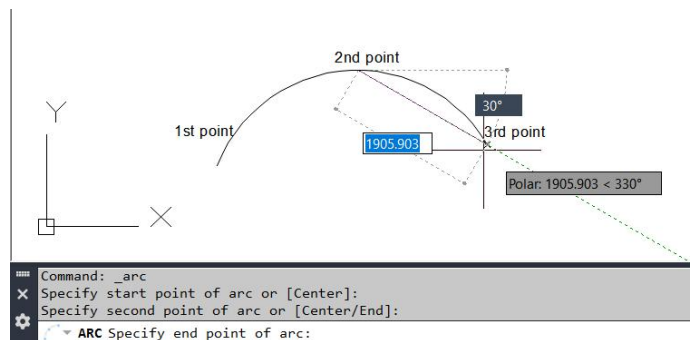 2nd point
30°
1st point
3rd point
1905.903
Y
Polar: 1905.903 < 330°
X
Command: _arc
Specify start point of arc or [Center]:
Specify second point of arc or [Center/End]:
ARC Specify end point of arc: